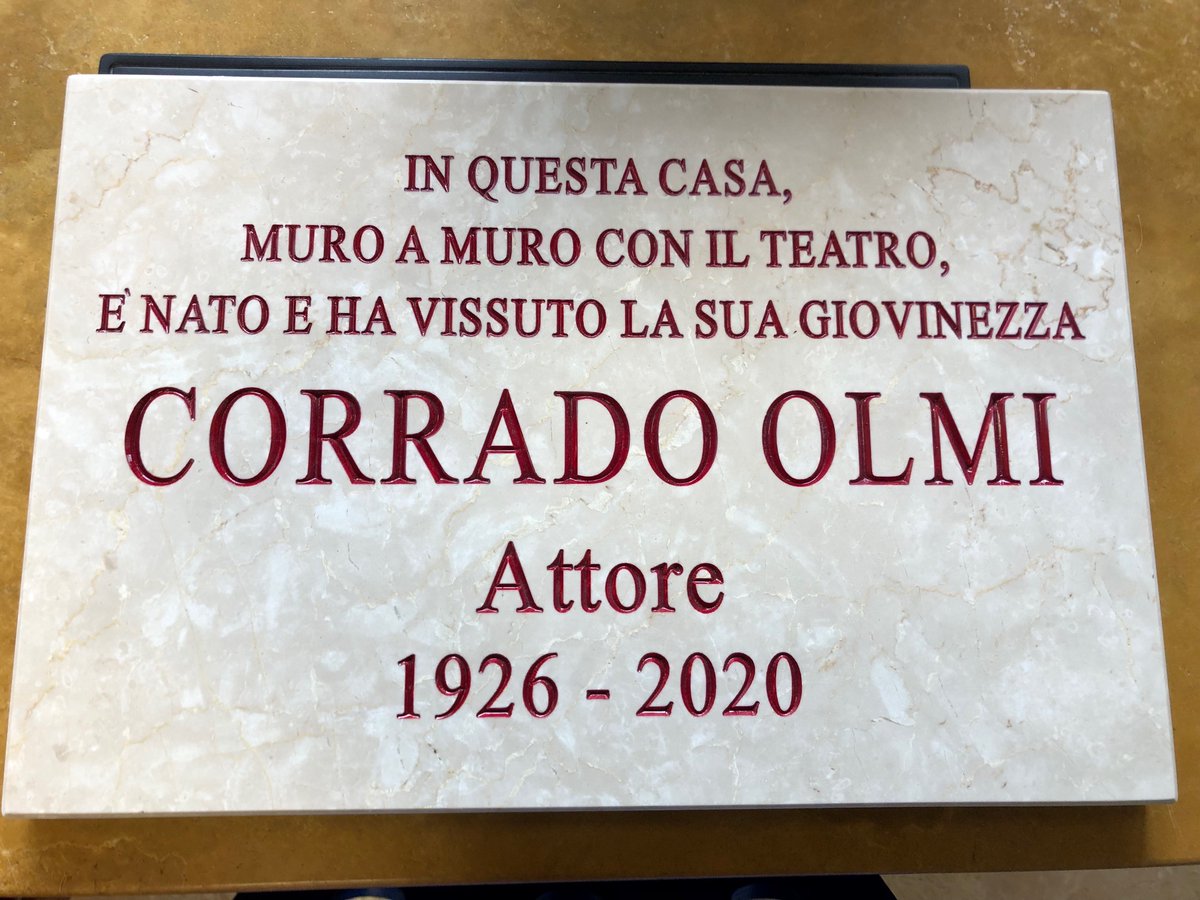 IN QUESTA CASA,
MURO A MURO CON IL TEATRO,
E` NATO E HA VISSUTO LA SUA GIOVINEZZA
CORRADO OLMI
Attore
1926 - 2020